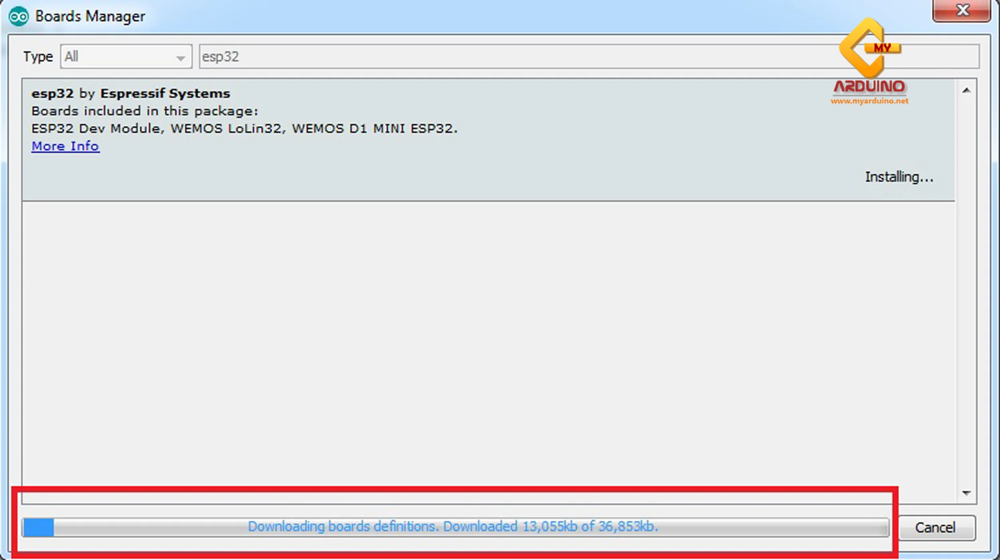 Boards Manager
Type All esp32
MY
ARDUINO
www.myarduino.net
esp32 by Espressif Systems
Boards included in this package:
ESP32 Dev Module, WEMOS LoLin32, WEMOS D1 MINI ESP32.
More Info
Installing...
Downloading boards definitions. Downloaded 13,055kb of 36,853kb.
Cancel